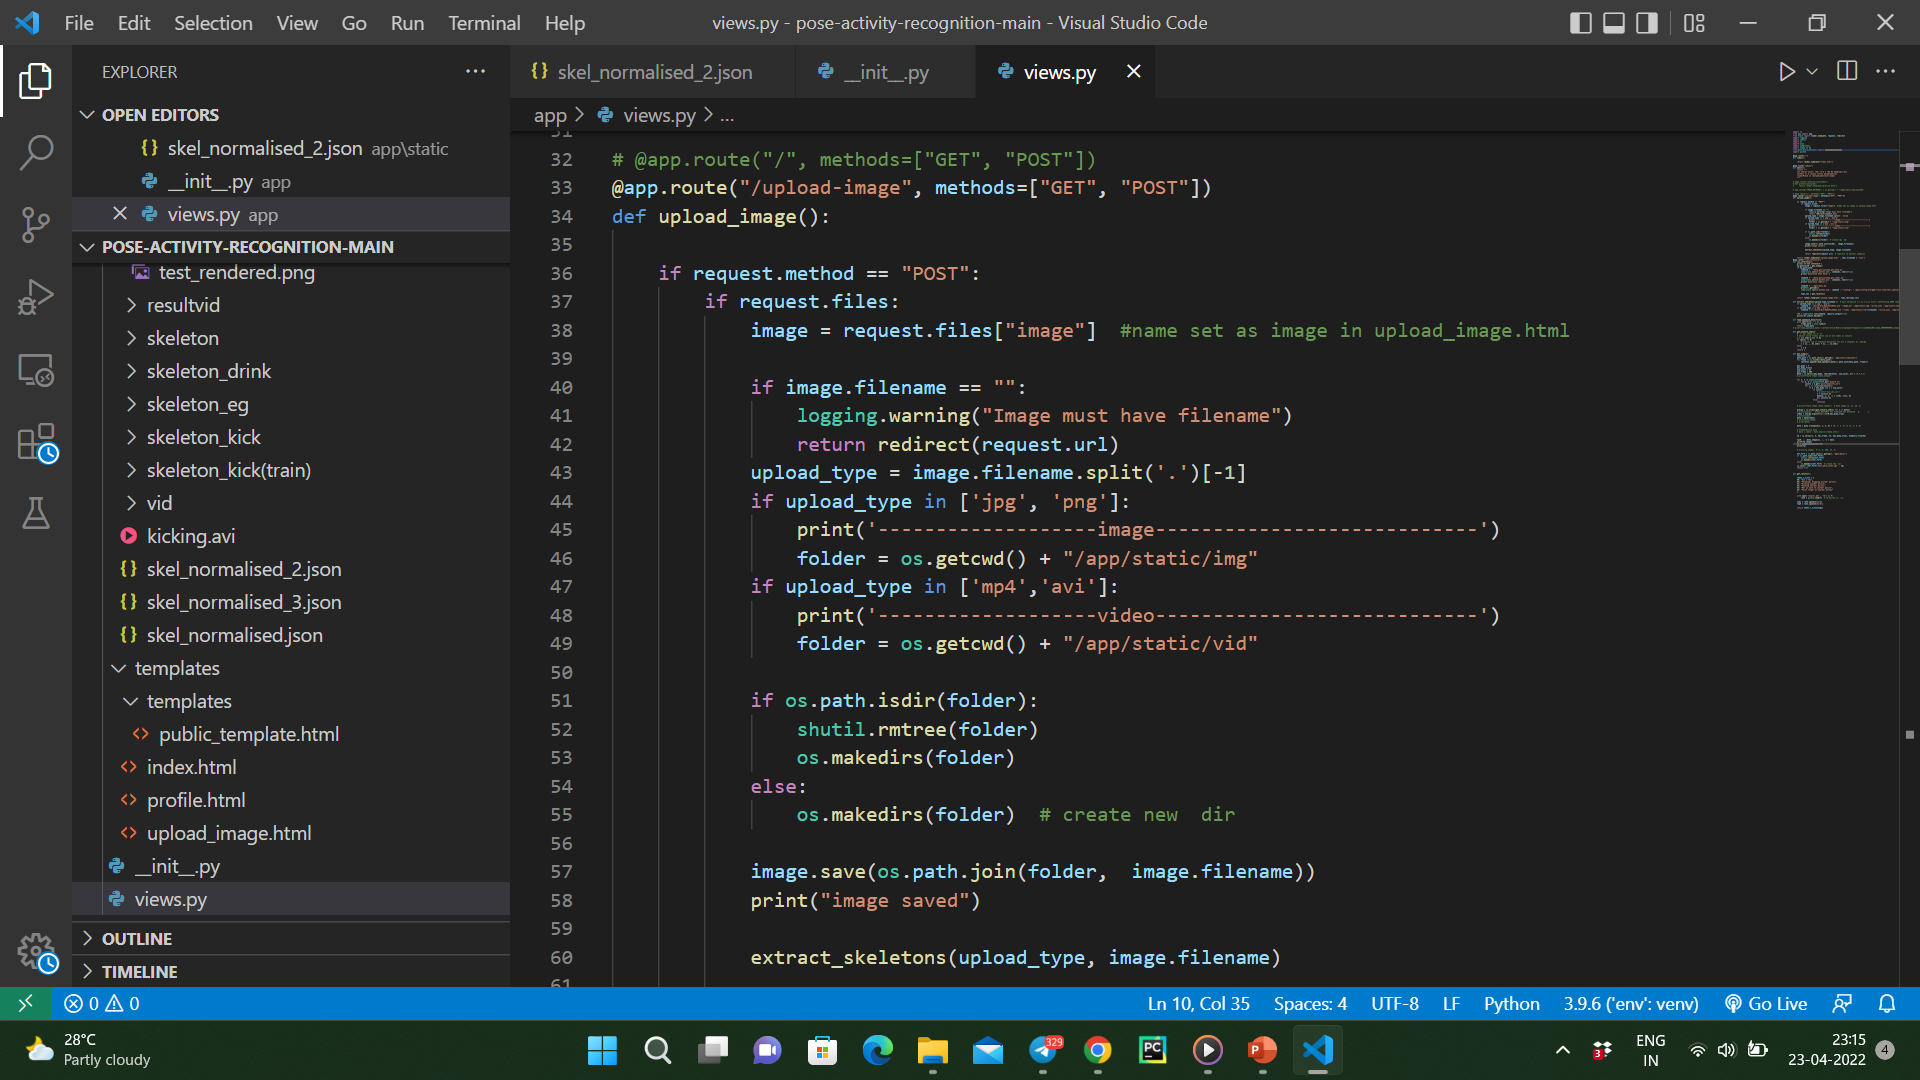 File Edit Selection View Go Run Terminal Help
views.py - pose-activity-recognition-main - Visual Studio Code
EXPLORER
OPEN EDITORS
{} skel_normalised_2.json app\static
__init__.py app
views.py app
POSE-ACTIVITY-RECOGNITION-MAIN
test_rendered.png
resultvid
skeleton
skeleton_drink
skeleton_eg
skeleton_kick
skeleton_kick(train)
vid
kicking.avi
{} skel_normalised_2.json
{} skel_normalised_3.json
{} skel_normalised.json
templates
templates
<> public_template.html
<> index.html
<> profile.html
<> upload_image.html
__init__.py
views.py
OUTLINE
TIMELINE
{} skel_normalised_2.json
__init__.py
views.py
app > views.py > ...
31
32 # @app.route("/", methods=["GET", "POST"])
33 @app.route("/upload-image", methods=["GET", "POST"])
34 def upload_image():
35
36 if request.method == "POST":
37 if request.files:
38 image = request.files["image"]  #name set as image in upload_image.html
39
40 if image.filename == "":
41 logging.warning("Image must have filename")
42 return redirect(request.url)
43 upload_type = image.filename.split('.')[-1]
44 if upload_type in ['jpg', 'png']:
45 print('-------------------image----------------------------')
46 folder = os.getcwd() + "/app/static/img"
47 if upload_type in ['mp4','avi']:
48 print('-------------------video----------------------------')
49 folder = os.getcwd() + "/app/static/vid"
50
51 if os.path.isdir(folder):
52 shutil.rmtree(folder)
53 os.makedirs(folder)
54 else:
55 os.makedirs(folder)  # create new  dir
56
57 image.save(os.path.join(folder,  image.filename))
58 print("image saved")
59
60 extract_skeletons(upload_type, image.filename)
61
0 0
Ln 10, Col 35 Spaces: 4 UTF-8 LF Python 3.9.6 ('env': venv) Go Live
28°C
Partly cloudy
329
PC
P
3
ENG
IN
23:15
23-04-2022
4